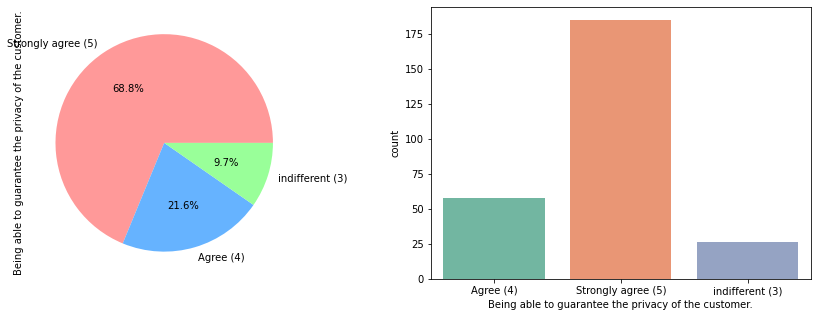 Being able to guarantee the privacy of the customer.
Strongly agree (5)
68.8%
9.7%
indifferent (3)
21.6%
Agree (4)
count
175
150
125
100
75
50
25
0
Agree (4)
Strongly agree (5)
indifferent (3)
Being able to guarantee the privacy of the customer.